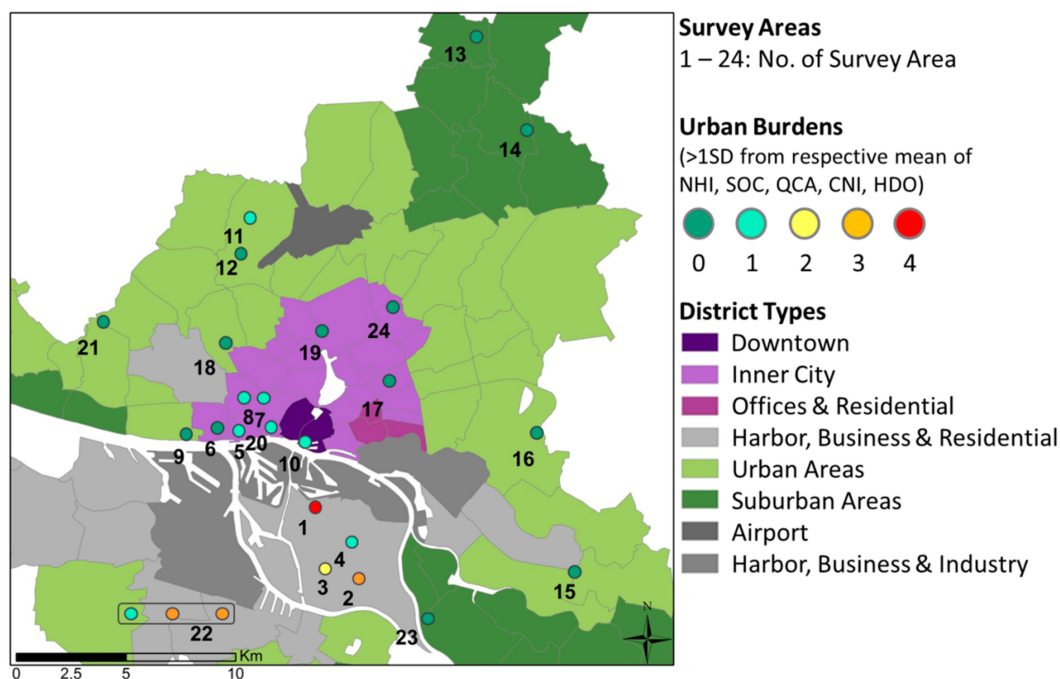 Survey Areas
1 – 24: No. of Survey Area
Urban Burdens
(>1SD from respective mean of
NHI, SOC, QCA, CNI, HDO)
0 1 2 3 4
District Types
Downtown
Inner City
Offices & Residential
Harbor, Business & Residential
Urban Areas
Suburban Areas
Airport
Harbor, Business & Industry
13
14
11
12
21
18
19
24
8 7
17
9
6
5
20
10
16
1
4
3
2
15
22
23
N
Km
0 2.5 5 10